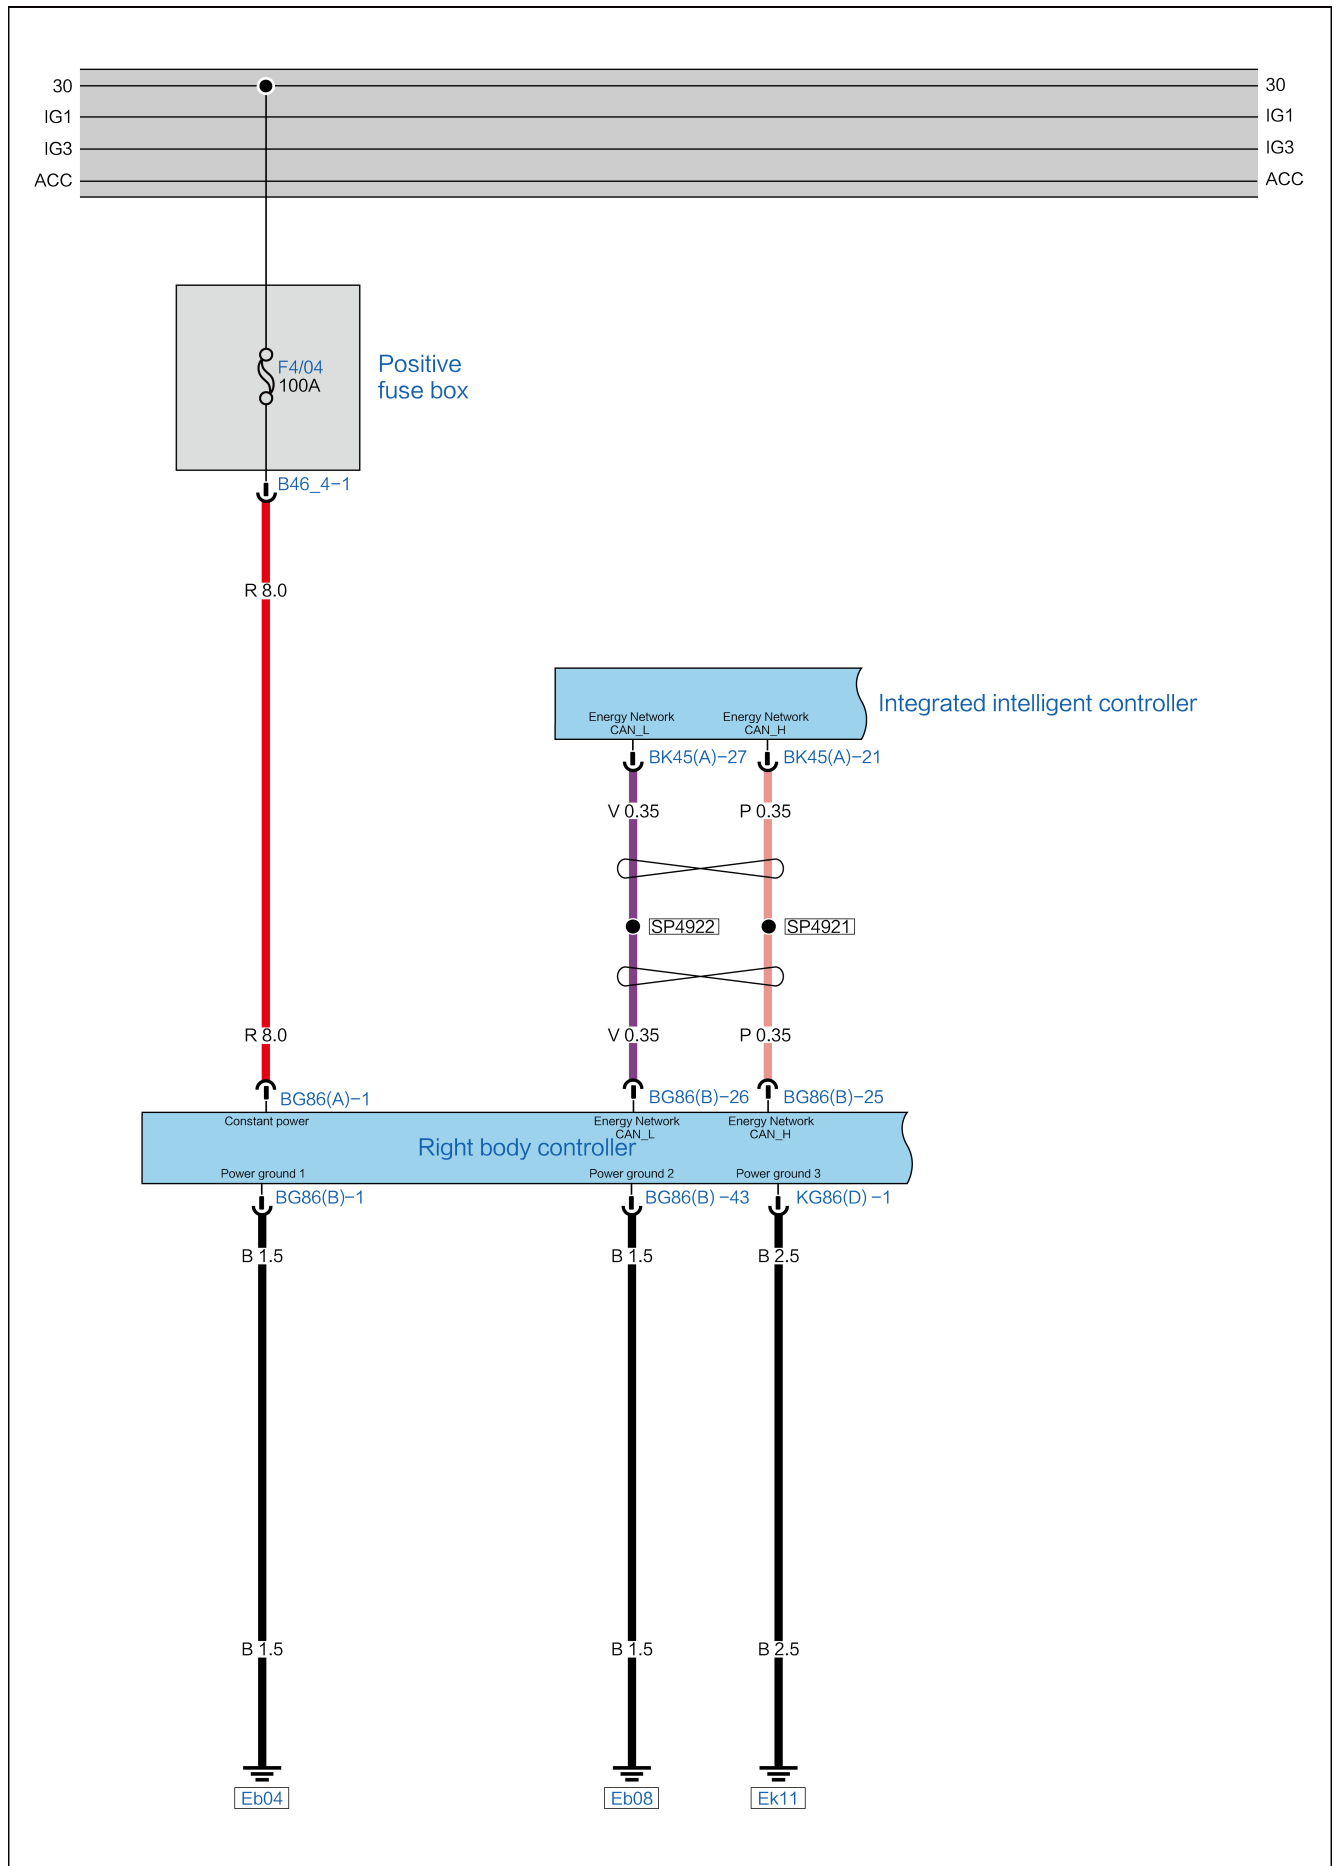 30
30
IG1
IG1
IG3
IG3
ACC
ACC
F4/04
100A
Positive
fuse box
B46_4-1
R 8.0
Integrated intelligent controller
Energy Network
CAN_L
Energy Network
CAN_H
BK45(A)-27
BK45(A)-21
V 0.35
P 0.35
SP4922
SP4921
R 8.0
V 0.35
P 0.35
BG86(A)-1
BG86(B)-26
BG86(B)-25
Constant power
Energy Network
CAN_L
Energy Network
CAN_H
Right body controller
Power ground 1
Power ground 2
Power ground 3
BG86(B)-1
BG86(B) -43
KG86(D) -1
B 1.5
B 1.5
B 2.5
B 1.5
B 1.5
B 2.5
Eb04
Eb08
Ek11